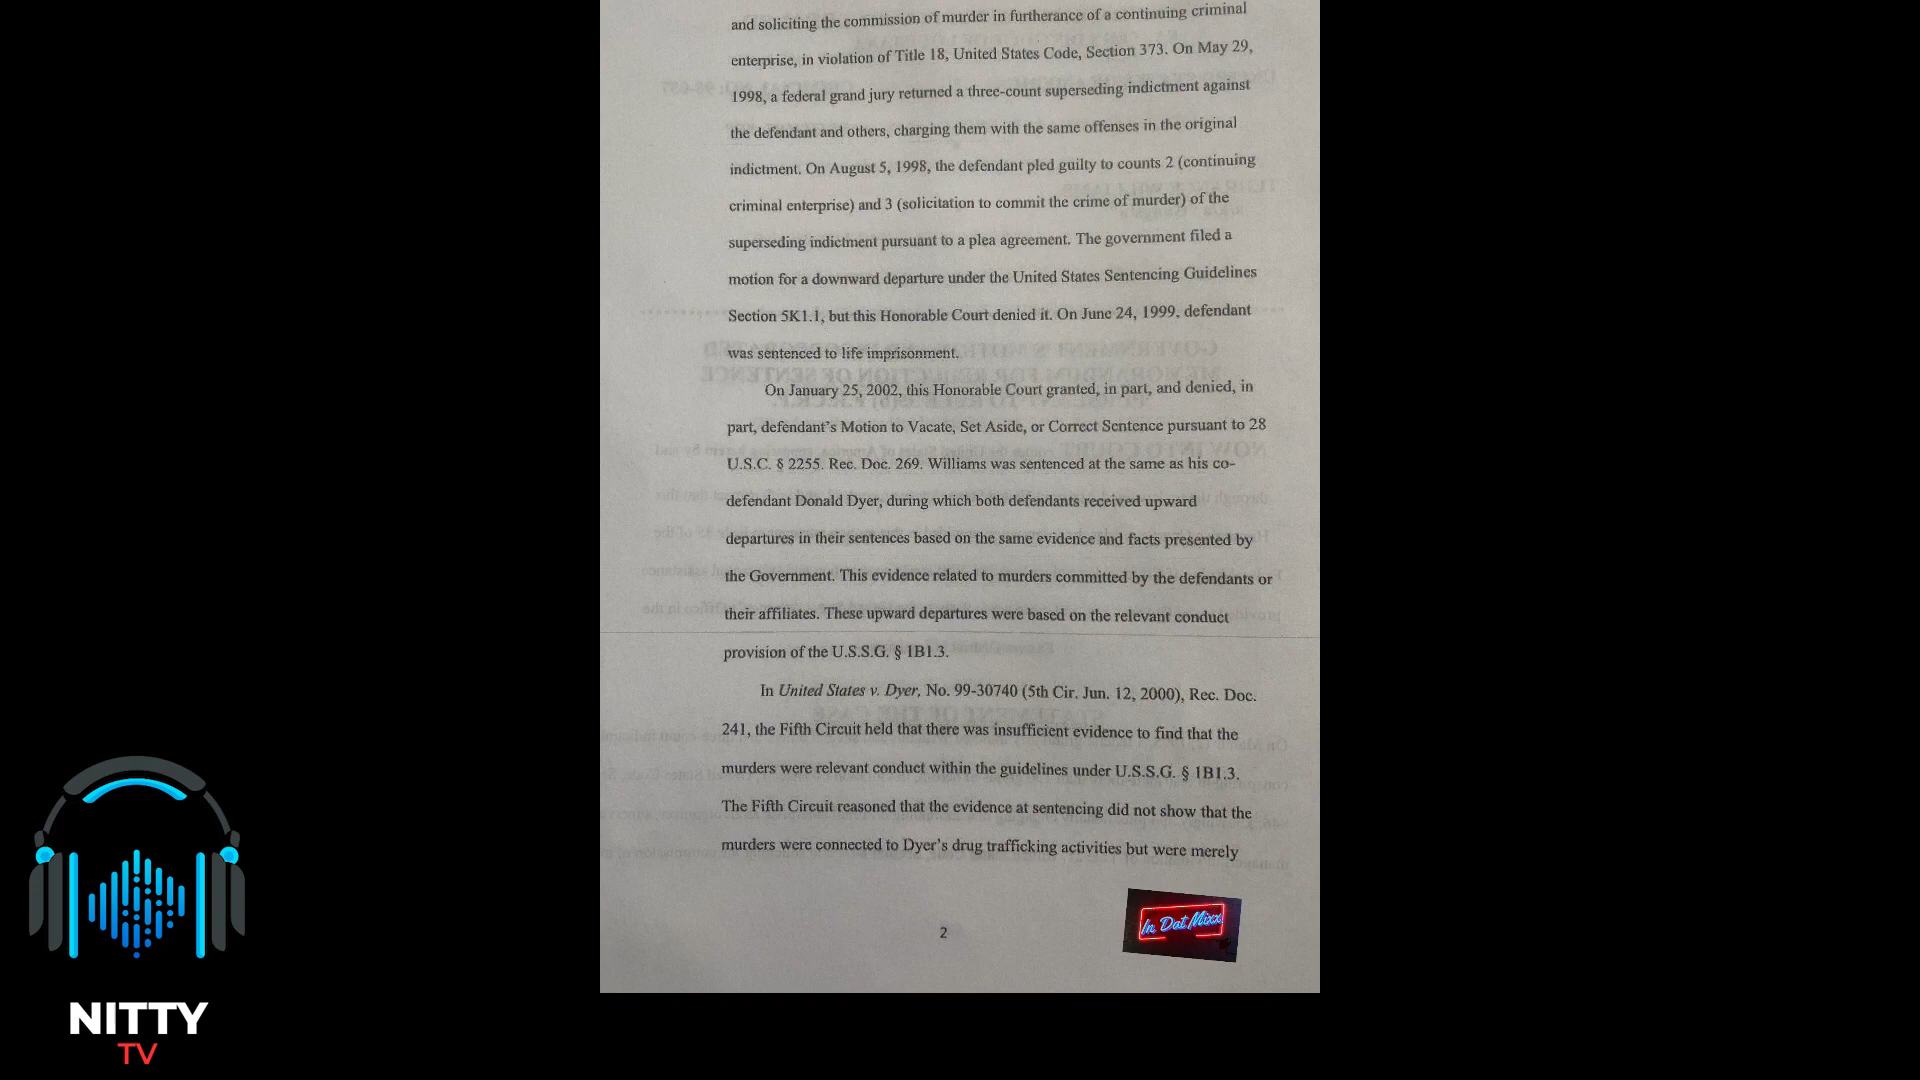 and soliciting the commission of murder in furtherance of a continuing criminal
enterprise, in violation of Title 18, United States Code, Section 373. On May 29,
1998, a federal grand jury returned a three-count superseding indictment against
the defendant and others, charging them with the same offenses in the original
indictment. On August 5, 1998, the defendant pled guilty to counts 2 (continuing
criminal enterprise) and 3 (solicitation to commit the crime of murder) of the
superseding indictment pursuant to a plea agreement. The government filed a
motion for a downward departure under the United States Sentencing Guidelines
Section 5K1.1, but this Honorable Court denied it. On June 24, 1999, defendant
was sentenced to life imprisonment.
On January 25, 2002, this Honorable Court granted, in part, and denied, in
part, defendant's Motion to Vacate, Set Aside, or Correct Sentence pursuant to 28
U.S.C. § 2255. Rec. Doc. 269. Williams was sentenced at the same as his co-
defendant Donald Dyer, during which both defendants received upward
departures in their sentences based on the same evidence and facts presented by
the Government. This evidence related to murders committed by the defendants or
their affiliates. These upward departures were based on the relevant conduct
provision of the U.S.S.G. § 1B1.3.
In United States v. Dyer, No. 99-30740 (5th Cir. Jun. 12, 2000), Rec. Doc.
241, the Fifth Circuit held that there was insufficient evidence to find that the
murders were relevant conduct within the guidelines under U.S.S.G. § 1B1.3.
The Fifth Circuit reasoned that the evidence at sentencing did not show that the
murders were connected to Dyer's drug trafficking activities but were merely
2
In Dat Mixx
NITTY
TV